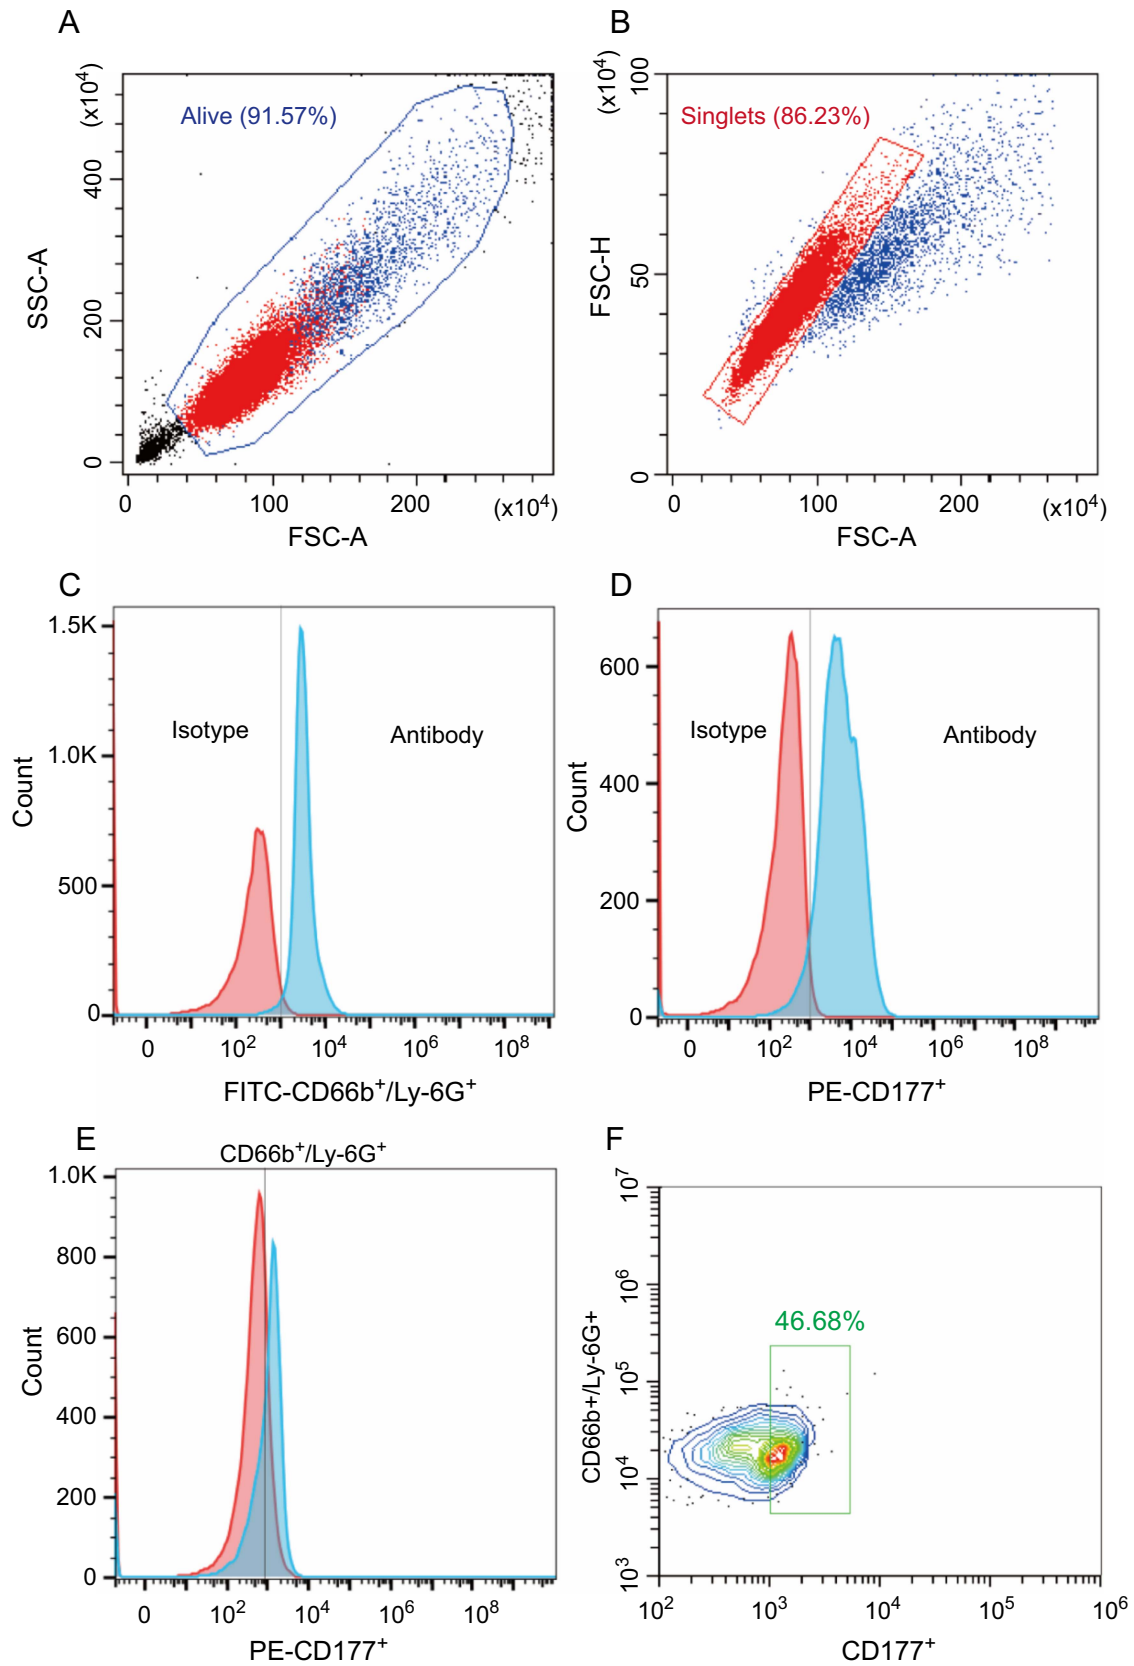 A
Alive (91.57%)
SSC-A
(x10⁴)
400
200
0
0 100 200 (x10⁴)
FSC-A
B
Singlets (86.23%)
FSC-H
(x10⁴)
100
50
0
0 100 200 (x10⁴)
FSC-A
C
1.5K
1.0K
500
0
Count
Isotype
Antibody
0 10² 10⁴ 10⁶ 10⁸
FITC-CD66b⁺/Ly-6G⁺
D
600
400
200
0
Count
Isotype
Antibody
0 10² 10⁴ 10⁶ 10⁸
PE-CD177⁺
E
CD66b⁺/Ly-6G⁺
1.0K
800
600
400
200
0
Count
0 10² 10⁴ 10⁶ 10⁸
PE-CD177⁺
F
46.68%
CD66b+/Ly-6G+
10⁷
10⁶
10⁵
10⁴
10³
10² 10³ 10⁴ 10⁵ 10⁶
CD177⁺